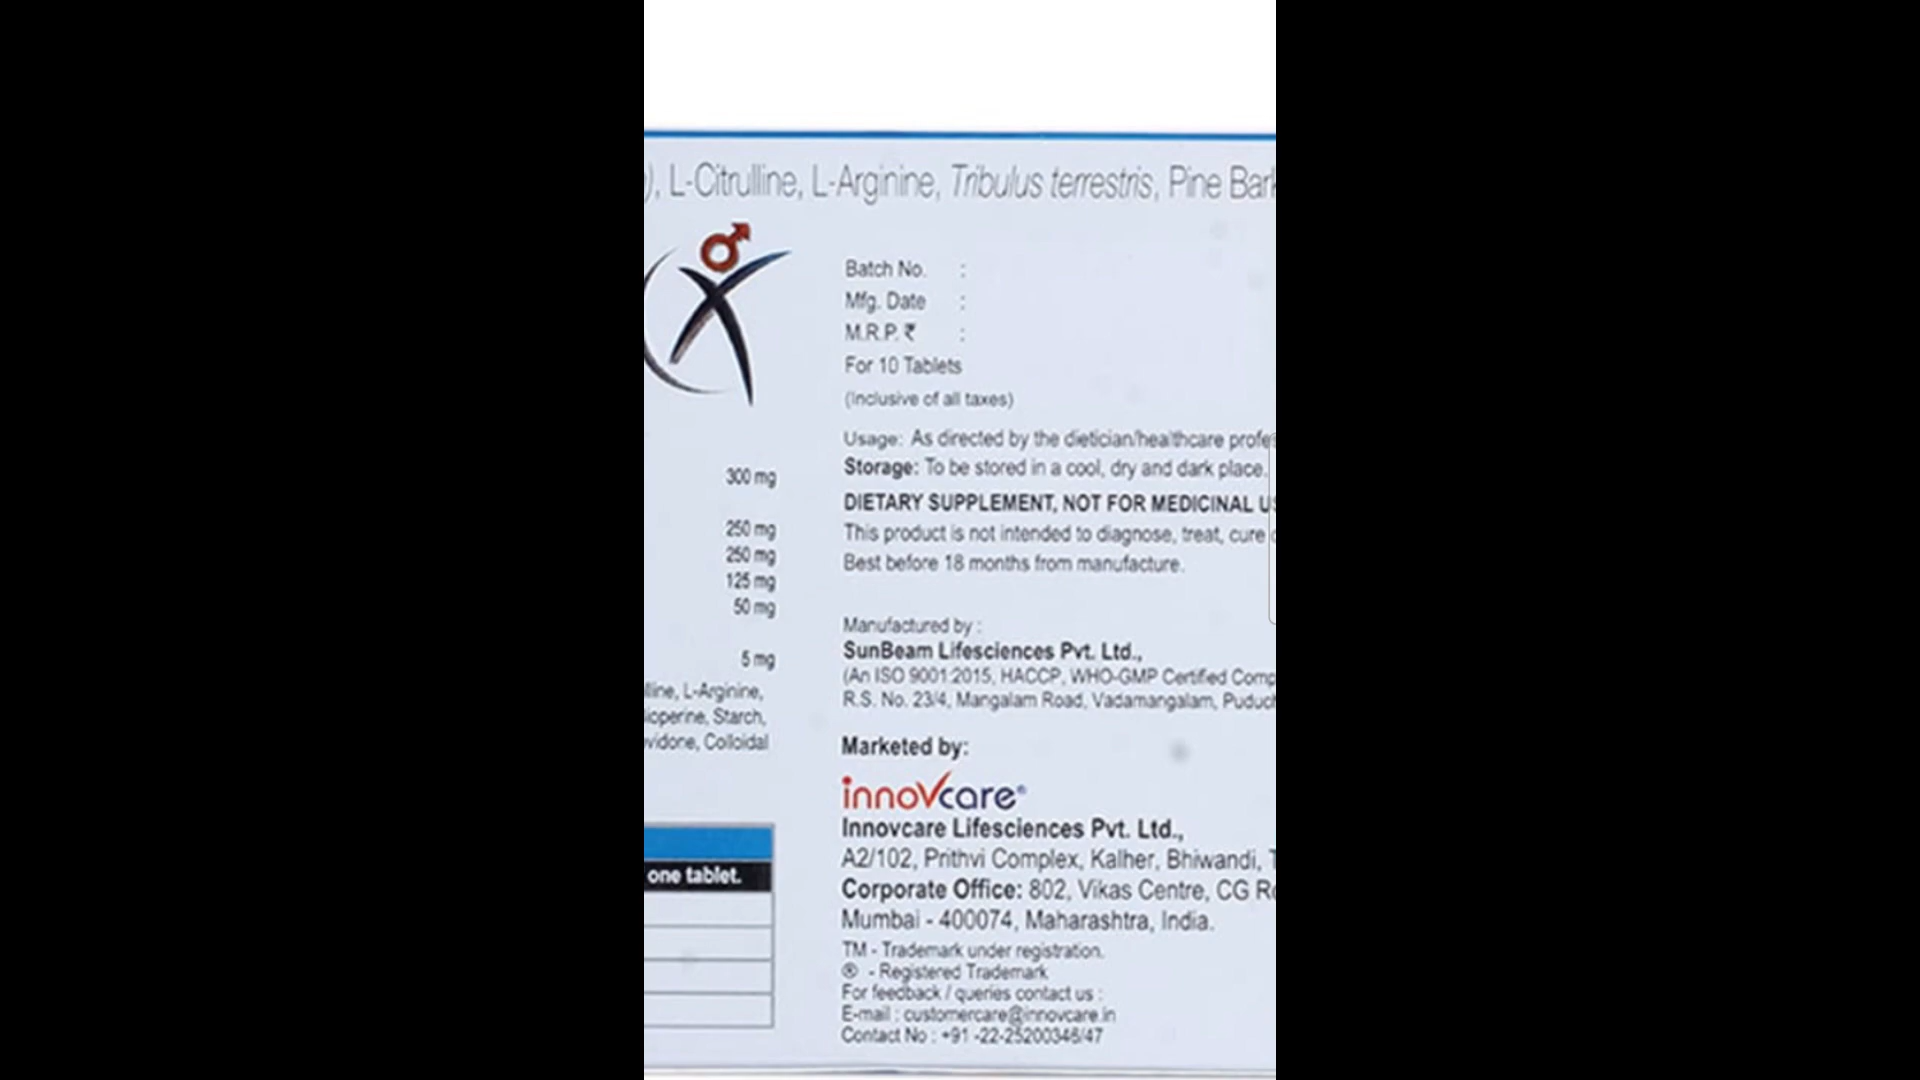 ), L-Citrulline, L-Arginine, Tribulus terrestris, Pine Bark
Batch No. :
Mfg. Date :
M.R.P. ₹ :
For 10 Tablets
(Inclusive of all taxes)
Usage: As directed by the dietician/healthcare profe
Storage: To be stored in a cool, dry and dark place.
DIETARY SUPPLEMENT, NOT FOR MEDICINAL US
This product is not intended to diagnose, treat, cure
Best before 18 months from manufacture.
300 mg
250 mg
250 mg
125 mg
50 mg
5 mg
lline, L-Arginine,
ioperine, Starch,
vidone, Colloidal
one tablet.
Manufactured by :
SunBeam Lifesciences Pvt. Ltd.,
(An ISO 9001:2015, HACCP, WHO-GMP Certified Comp
R.S. No. 23/4, Mangalam Road, Vadamangalam, Puduch
Marketed by:
innovcare®
Innovcare Lifesciences Pvt. Ltd.,
A2/102, Prithvi Complex, Kalher, Bhiwandi, T
Corporate Office: 802, Vikas Centre, CG Ro
Mumbai - 400074, Maharashtra, India.
TM - Trademark under registration.
® - Registered Trademark
For feedback / queries contact us :
E-mail : customercare@innovcare.in
Contact No : +91 -22-25200346/47